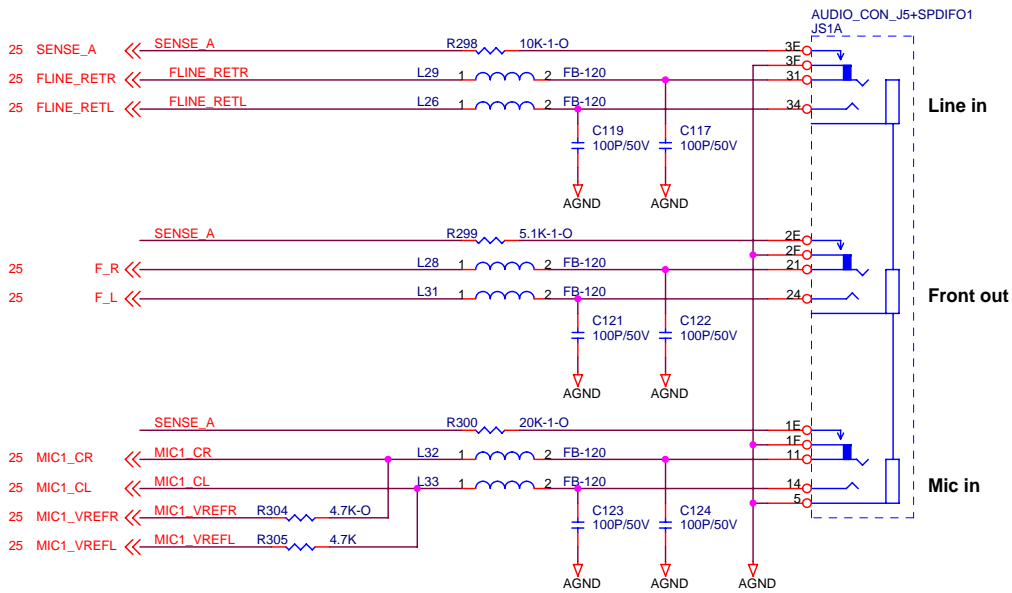 AUDIO_CON_J5+SPDIFO1
JS1A
25 SENSE_A SENSE_A R298 10K-1-O 3E
3F
25 FLINE_RETR FLINE_RETR L29 1 2 FB-120 31
25 FLINE_RETL FLINE_RETL L26 1 2 FB-120 34 Line in
C119 C117
100P/50V 100P/50V
AGND AGND
SENSE_A R299 5.1K-1-O 2E
2F
25 F_R L28 1 2 FB-120 21
25 F_L L31 1 2 FB-120 24 Front out
C121 C122
100P/50V 100P/50V
AGND AGND
SENSE_A R300 20K-1-O 1E
1F
25 MIC1_CR MIC1_CR L32 1 2 FB-120 11
25 MIC1_CL MIC1_CL L33 1 2 FB-120 14 Mic in
5
25 MIC1_VREFR MIC1_VREFR R304 4.7K-O C123 C124
100P/50V 100P/50V
25 MIC1_VREFL MIC1_VREFL R305 4.7K
AGND AGND AGND